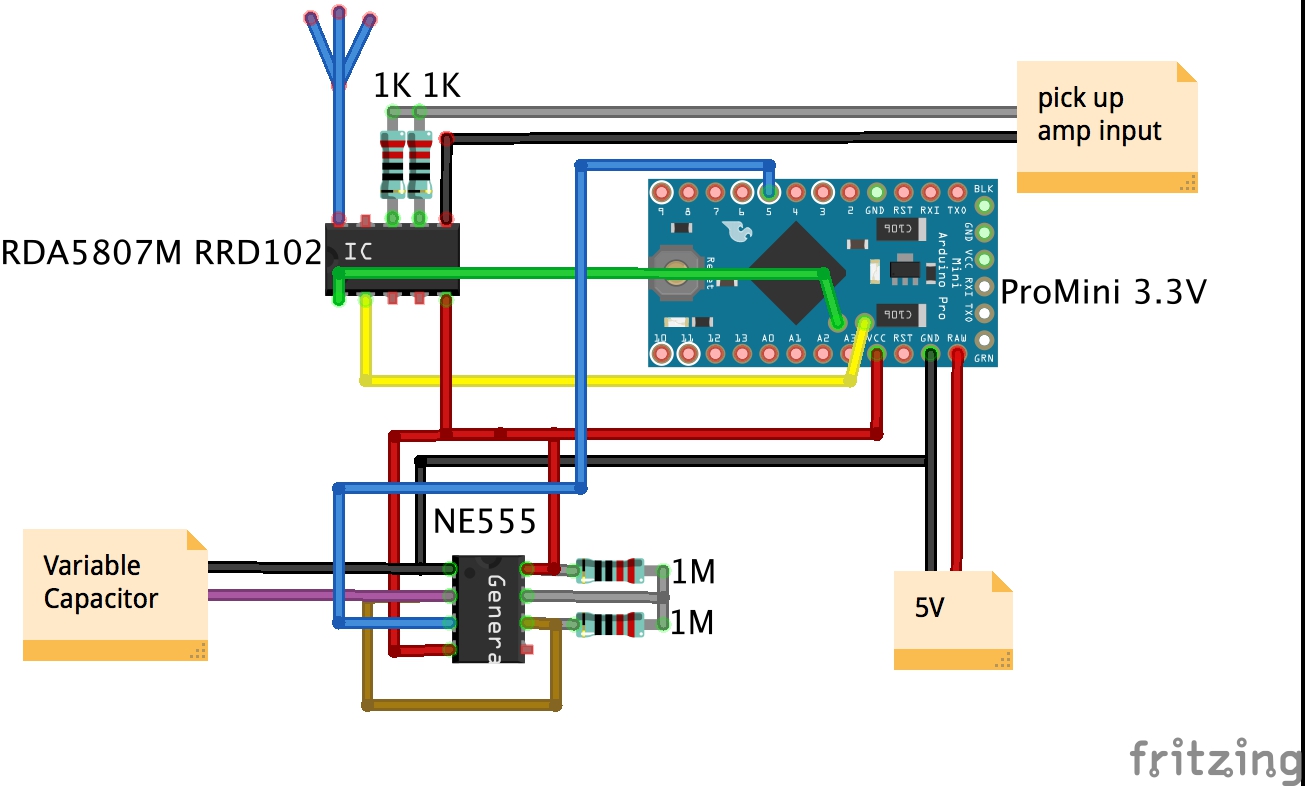 1K 1K
pick up
amp input
RDA5807M RRD102
IC
9 8 7 6 5 4 3 2 GND RST RXI TXO
BLK
GND VCC RXI TXO
GRN
Arduino Pro
Mini
ProMini 3.3V
10 11 12 13 A0 A1 A2 A3 VCC RST GND RAW
NE555
Variable
Capacitor
Genera
1M
1M
5V
fritzing